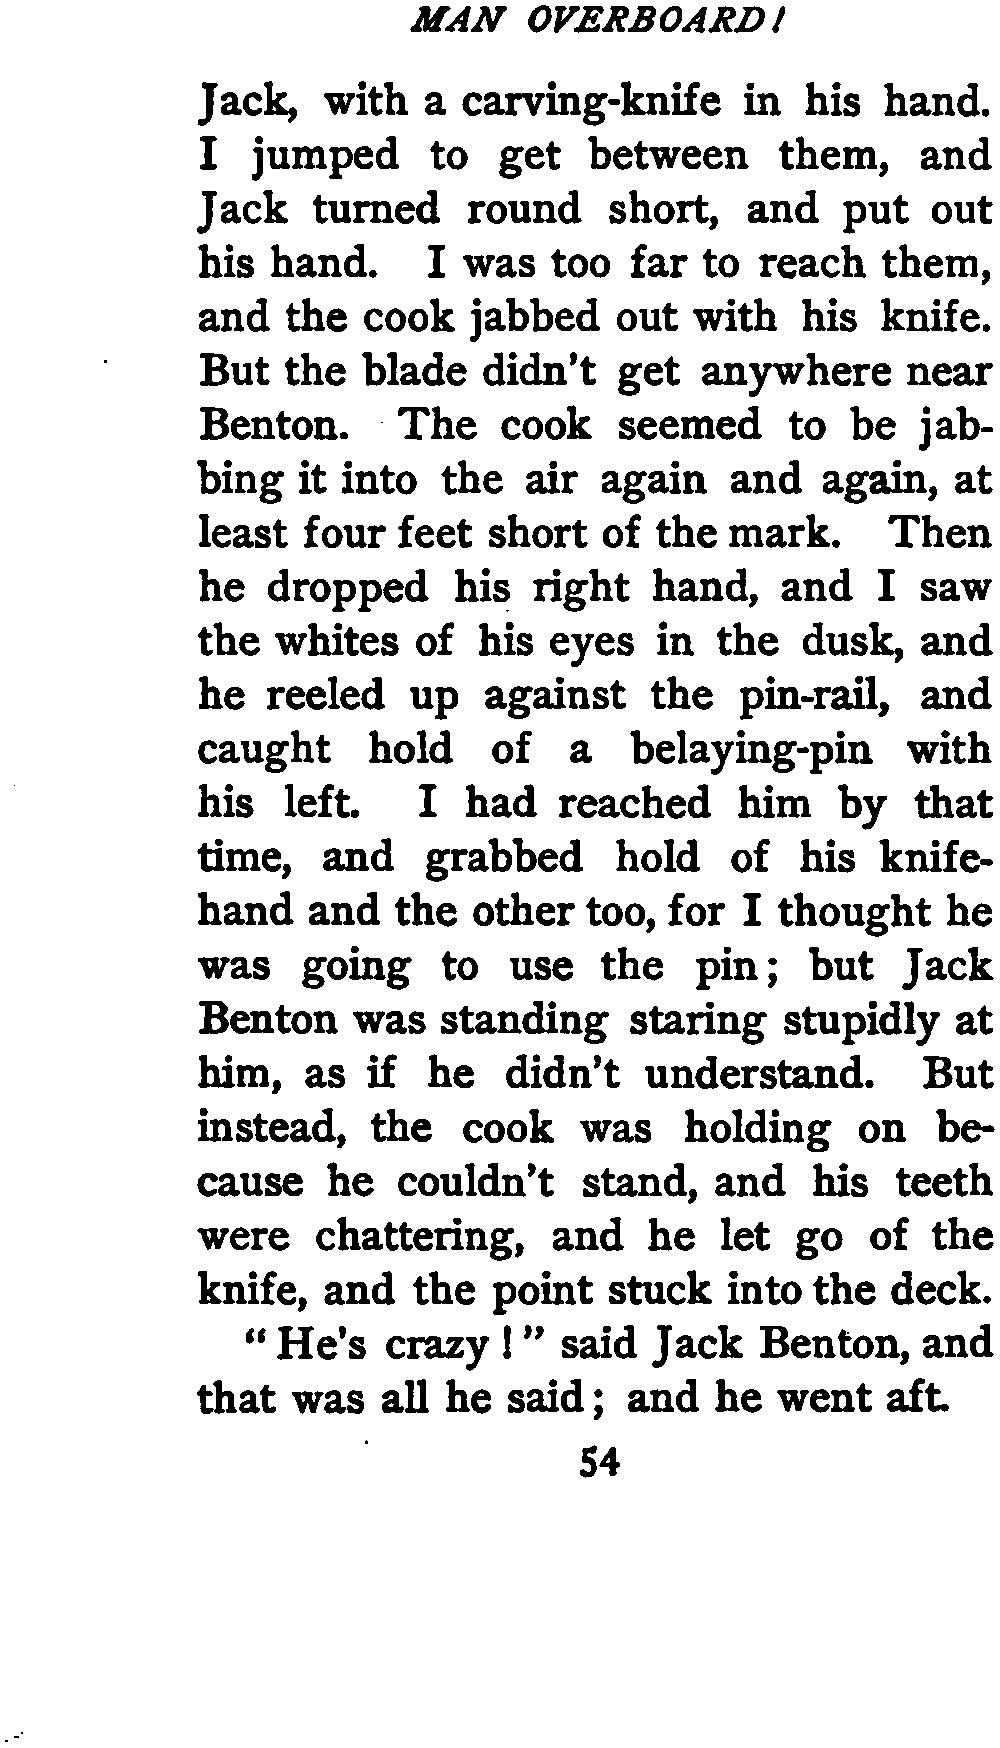 MAN OVERBOARD!
Jack, with a carving-knife in his hand.
I jumped to get between them, and
Jack turned round short, and put out
his hand. I was too far to reach them,
and the cook jabbed out with his knife.
But the blade didn't get anywhere near
Benton. The cook seemed to be jab-
bing it into the air again and again, at
least four feet short of the mark. Then
he dropped his right hand, and I saw
the whites of his eyes in the dusk, and
he reeled up against the pin-rail, and
caught hold of a belaying-pin with
his left. I had reached him by that
time, and grabbed hold of his knife-
hand and the other too, for I thought he
was going to use the pin; but Jack
Benton was standing staring stupidly at
him, as if he didn't understand. But
instead, the cook was holding on be-
cause he couldn't stand, and his teeth
were chattering, and he let go of the
knife, and the point stuck into the deck.
"He's crazy!" said Jack Benton, and
that was all he said; and he went aft.
54